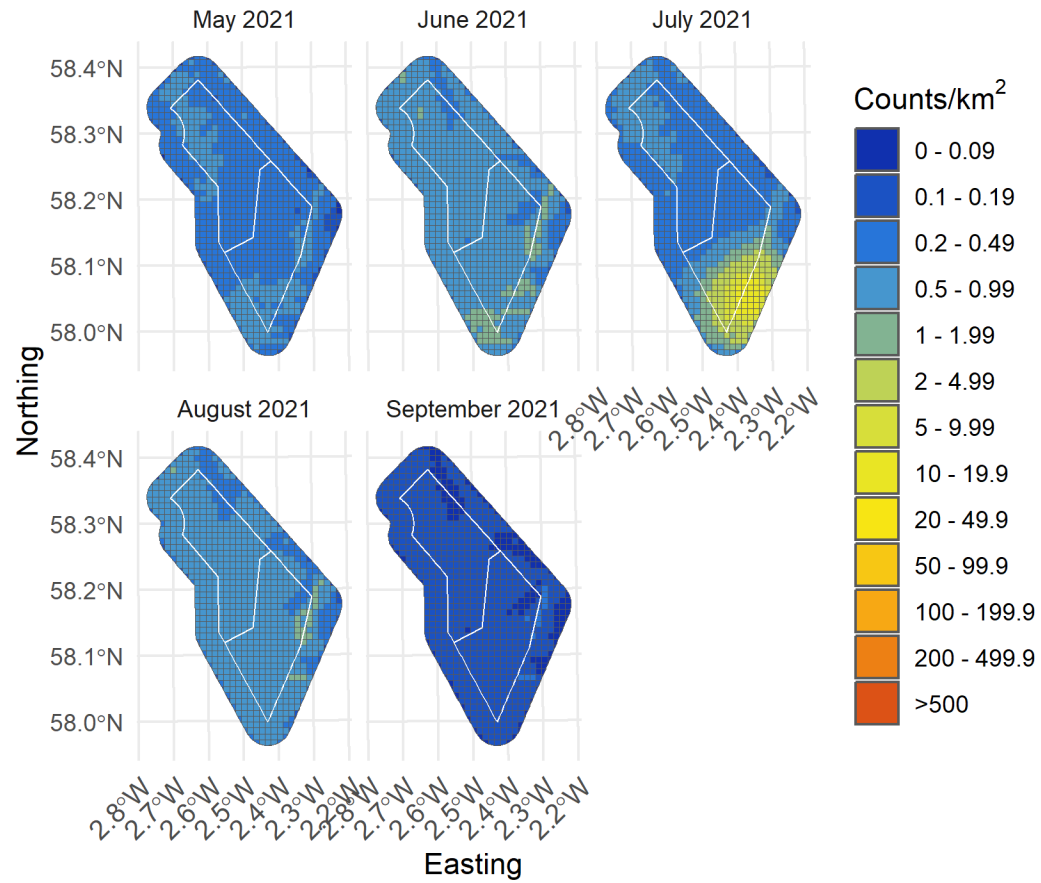 May 2021
June 2021
July 2021
58.4°N
58.3°N
58.2°N
58.1°N
58.0°N
2.8°W
2.7°W
2.6°W
2.5°W
2.4°W
2.3°W
2.2°W
August 2021
September 2021
58.4°N
58.3°N
58.2°N
58.1°N
58.0°N
2.8°W
2.7°W
2.6°W
2.5°W
2.4°W
2.3°W
2.2°W
2.8°W
2.7°W
2.6°W
2.5°W
2.4°W
2.3°W
2.2°W
Northing
Easting
Counts/km²
0 - 0.09
0.1 - 0.19
0.2 - 0.49
0.5 - 0.99
1 - 1.99
2 - 4.99
5 - 9.99
10 - 19.9
20 - 49.9
50 - 99.9
100 - 199.9
200 - 499.9
>500